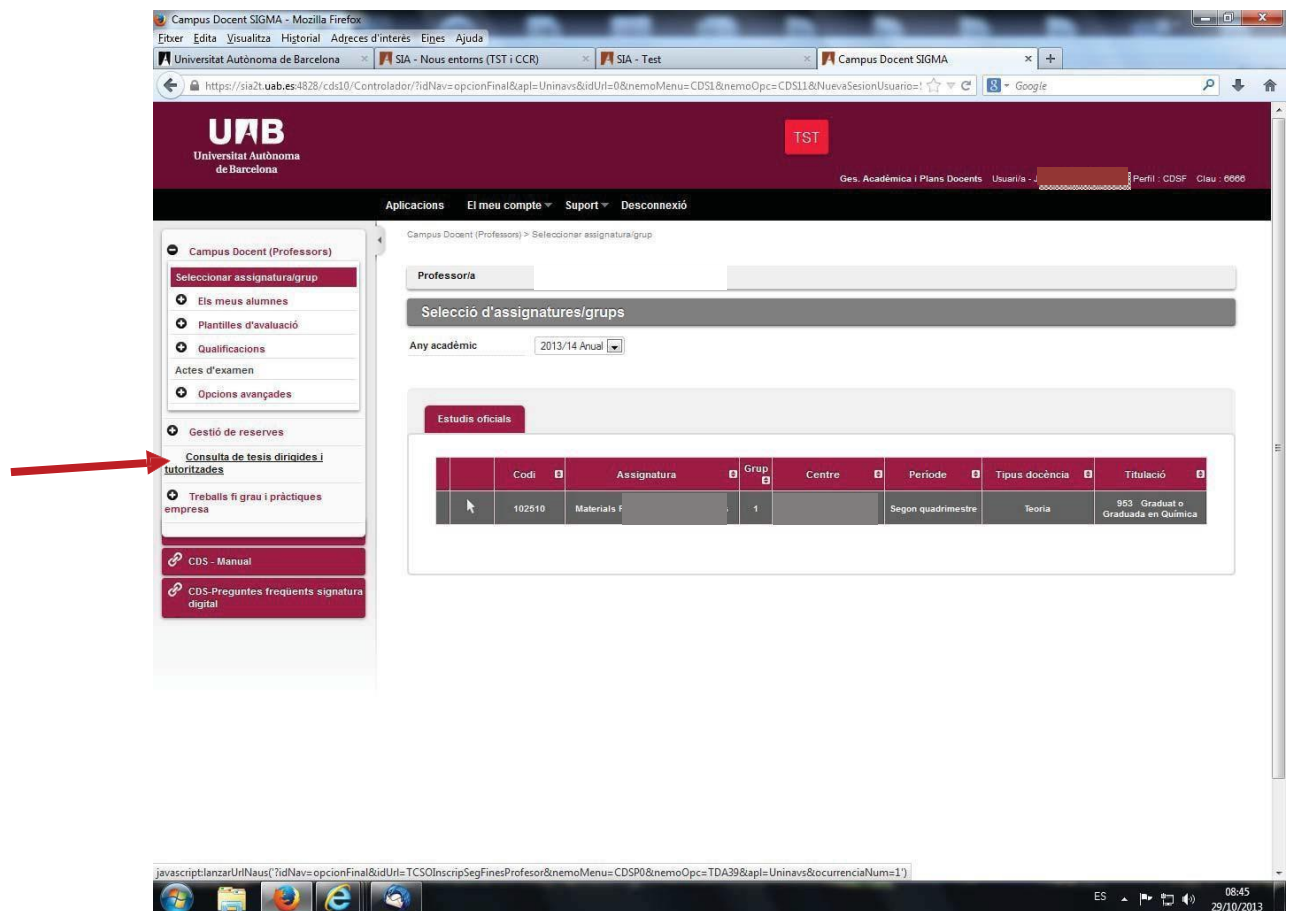 Campus Docent SIGMA - Mozilla Firefox
Fitxer Edita Visualitza Historial Adreces d'interès Eines Ajuda
Universitat Autònoma de Barcelona × SIA - Nous entorns (TST i CCR) × SIA - Test × Campus Docent SIGMA × +
https://sia2t.uab.es:4828/cds10/Controlador/?idNav=opcionFinal&apl=Uninavs&idUrl=0&nemoMenu=CDS1&nemoOpc=CDS11&NuevaSesionUsuario=! Google
UAB
TST
Universitat Autònoma
de Barcelona
Ges. Acadèmica i Plans Docents Usuari/a - Perfil : CDSF Clau : 6666
Aplicacions El meu compte Suport Desconnexió
Campus Docent (Professors) > Seleccionar assignatura/grup
Campus Docent (Professors)
Seleccionar assignatura/grup
Els meus alumnes
Plantilles d'avaluació
Qualificacions
Actes d'examen
Opcions avançades
Gestió de reserves
Consulta de tesis dirigides i
tutoritzades
Treballs fi grau i pràctiques
empresa
CDS - Manual
CDS-Preguntes freqüents signatura
digital
Professor/a
Selecció d'assignatures/grups
Any acadèmic 2013/14 Anual
Estudis oficials
Codi Assignatura Grup Centre Període Tipus docència Titulació
102510 Materials 1 Segon quadrimestre Teoria 953 Graduat o
Graduada en Química
javascript:lanzarUrlNaus('?idNav=opcionFinal&idUrl=TCSOInscripSegFinesProfesor&nemoMenu=CDSP0&nemoOpc=TDA39&apl=Uninavs&ocurrenciaNum=1')
ES 08:45
29/10/2013